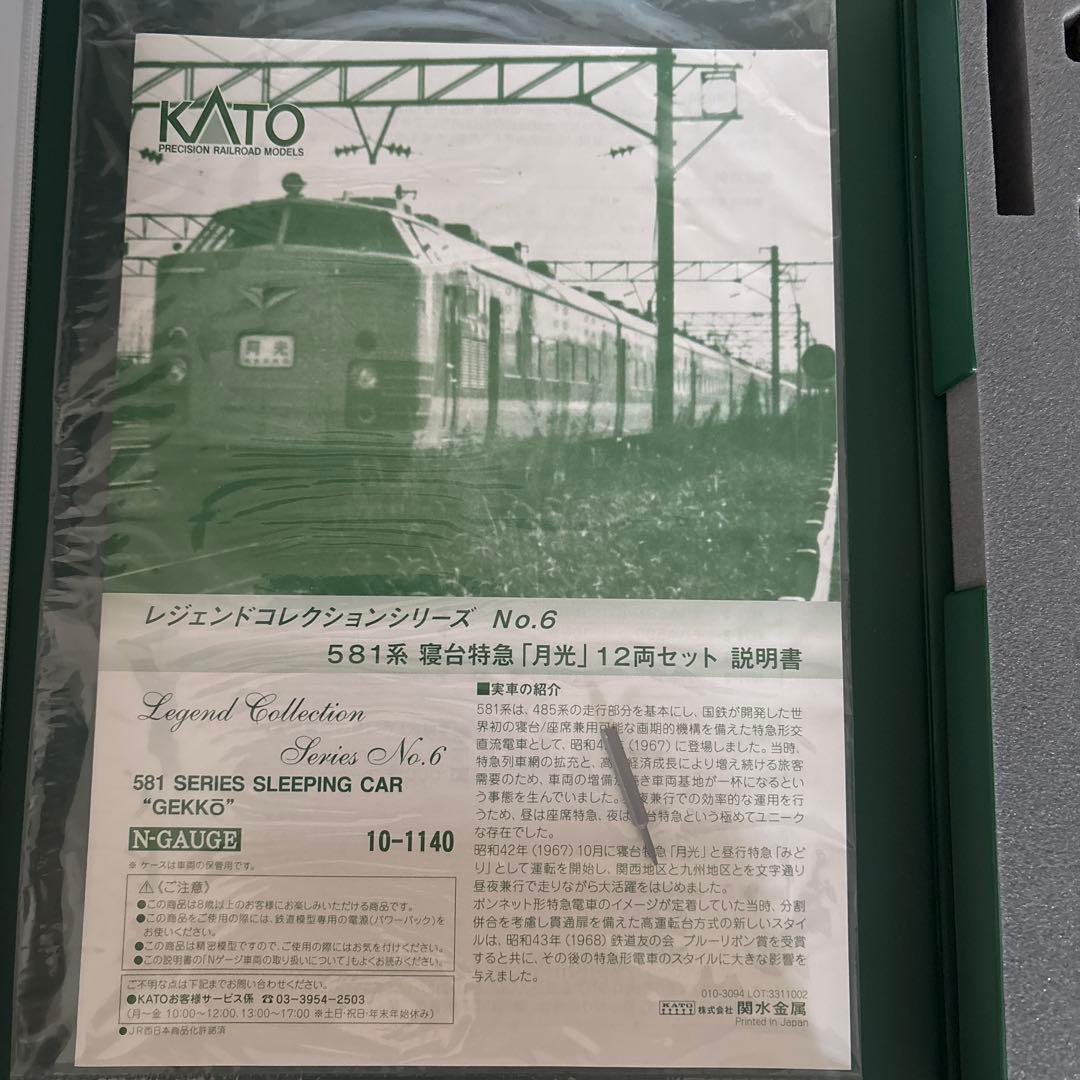 KATO
PRECISION RAILROAD MODELS
月光
レジェンドコレクションシリーズ No.6
581系 寝台特急「月光」12両セット 説明書
Legend Collection
Series No.6
581 SERIES SLEEPING CAR
“GEKKō”
N-GAUGE 10-1140
※ ケースは車両の保管用です。
⚠《ご注意》
●この商品は8歳以上のお客様にお楽しみいただける商品です。
●この商品をご使用の際には、鉄道模型専用の電源(パワーパック)を
お使いください。
●この商品は精密模型ですので、ご使用の際にはお気を付けください。
●この説明書の「Nゲージ車両の取り扱いについて」もよくお読みください。
ご不明な点は下記までお問い合わせください。
●KATOお客様サービス係 ☎03-3954-2503
(月〜金 10:00〜12:00、13:00〜17:00 ※土日・祝日・年末年始休み)
●JR西日本商品化許諾済
■実車の紹介
581系は、485系の走行部分を基本にし、国鉄が開発した世
界初の寝台/座席兼用可能な画期的機構を備えた特急形交
直流電車として、昭和4年(1967)に登場しました。当時、
特急列車網の拡充と、高経済成長により増え続ける旅客
需要のため、車両の増備続き車両基地が一杯になるとい
う事態を生んでいました。夜兼行での効率的な運用を行
うため、昼は座席特急、夜は台特急という極めてユニーク
な存在でした。
昭和42年(1967)10月に寝台特急「月光」と昼行特急「みど
り」として運転を開始し、関西地区と九州地区とを文字通り
昼夜兼行で走りながら大活躍をはじめました。
ボンネット形特急電車のイメージが定着していた当時、分割
併合を考慮し貫通扉を備えた高運転台方式の新しいスタイ
ルは、昭和43年(1968)鉄道友の会 ブルーリボン賞を受賞
すると共に、その後の特急形電車のスタイルに大きな影響を
与えました。
010-3094 LOT:3311002
KATO 株式会社 関水金属
Printed in Japan